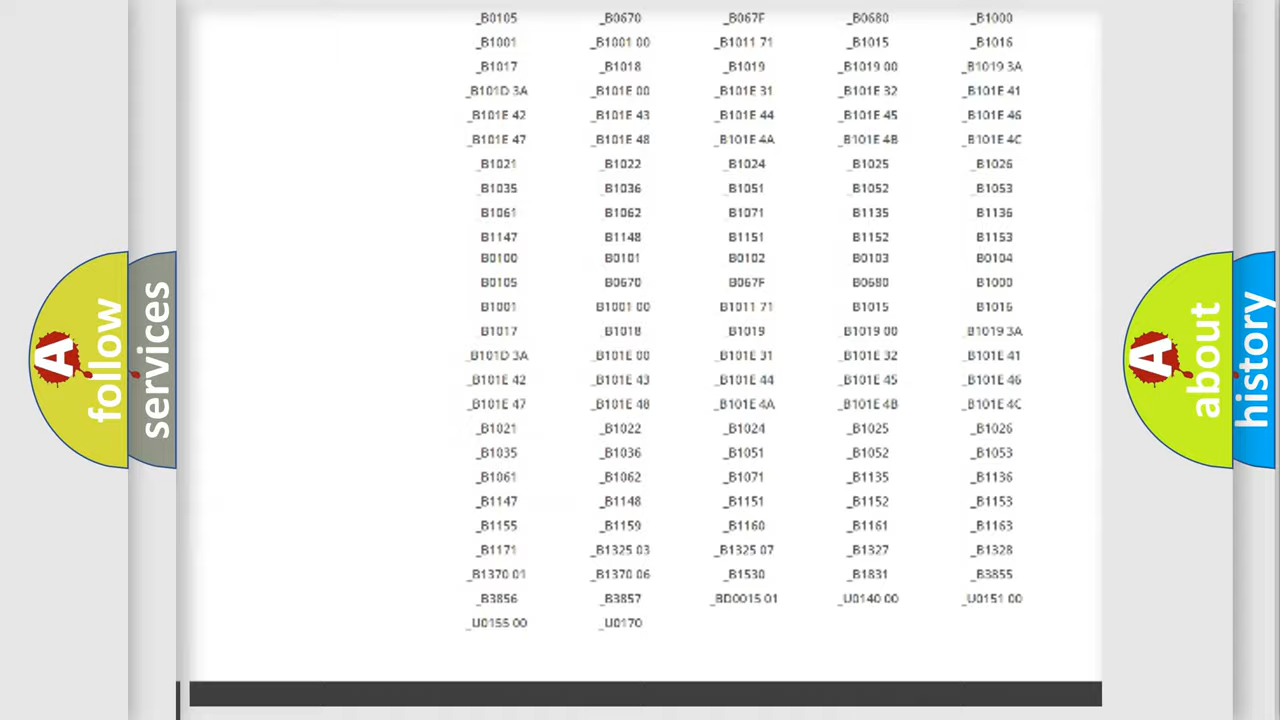 _B0105 _B0670 _B067F _B0680 _B1000
_B1001 _B1001 00 _B1011 71 _B1015 _B1016
_B1017 _B1018 _B1019 _B1019 00 _B1019 3A
_B101D 3A _B101E 00 _B101E 31 _B101E 32 _B101E 41
_B101E 42 _B101E 43 _B101E 44 _B101E 45 _B101E 46
_B101E 47 _B101E 48 _B101E 4A _B101E 4B _B101E 4C
_B1021 _B1022 _B1024 _B1025 _B1026
_B1035 _B1036 _B1051 _B1052 _B1053
B1061 B1062 B1071 B1135 B1136
B1147 B1148 B1151 B1152 B1153
B0100 B0101 B0102 B0103 B0104
B0105 B0670 B067F B0680 B1000
B1001 B1001 00 B1011 71 B1015 B1016
B1017 B1018 B1019 B1019 00 _B1019 3A
_B101D 3A _B101E 00 _B101E 31 _B101E 32 _B101E 41
_B101E 42 _B101E 43 _B101E 44 _B101E 45 _B101E 46
_B101E 47 _B101E 48 _B101E 4A _B101E 4B _B101E 4C
_B1021 _B1022 _B1024 _B1025 _B1026
_B1035 _B1036 _B1051 _B1052 _B1053
_B1061 _B1062 _B1071 _B1135 _B1136
_B1147 _B1148 _B1151 _B1152 _B1153
_B1155 _B1159 _B1160 _B1161 _B1163
_B1171 _B1325 03 _B1325 07 _B1327 _B1328
_B1370 01 _B1370 06 _B1530 _B1831 _B3855
_B3856 _B3857 _BD0015 01 _U0140 00 _U0151 00
_U0155 00 _U0170
A follow
services
A about
history